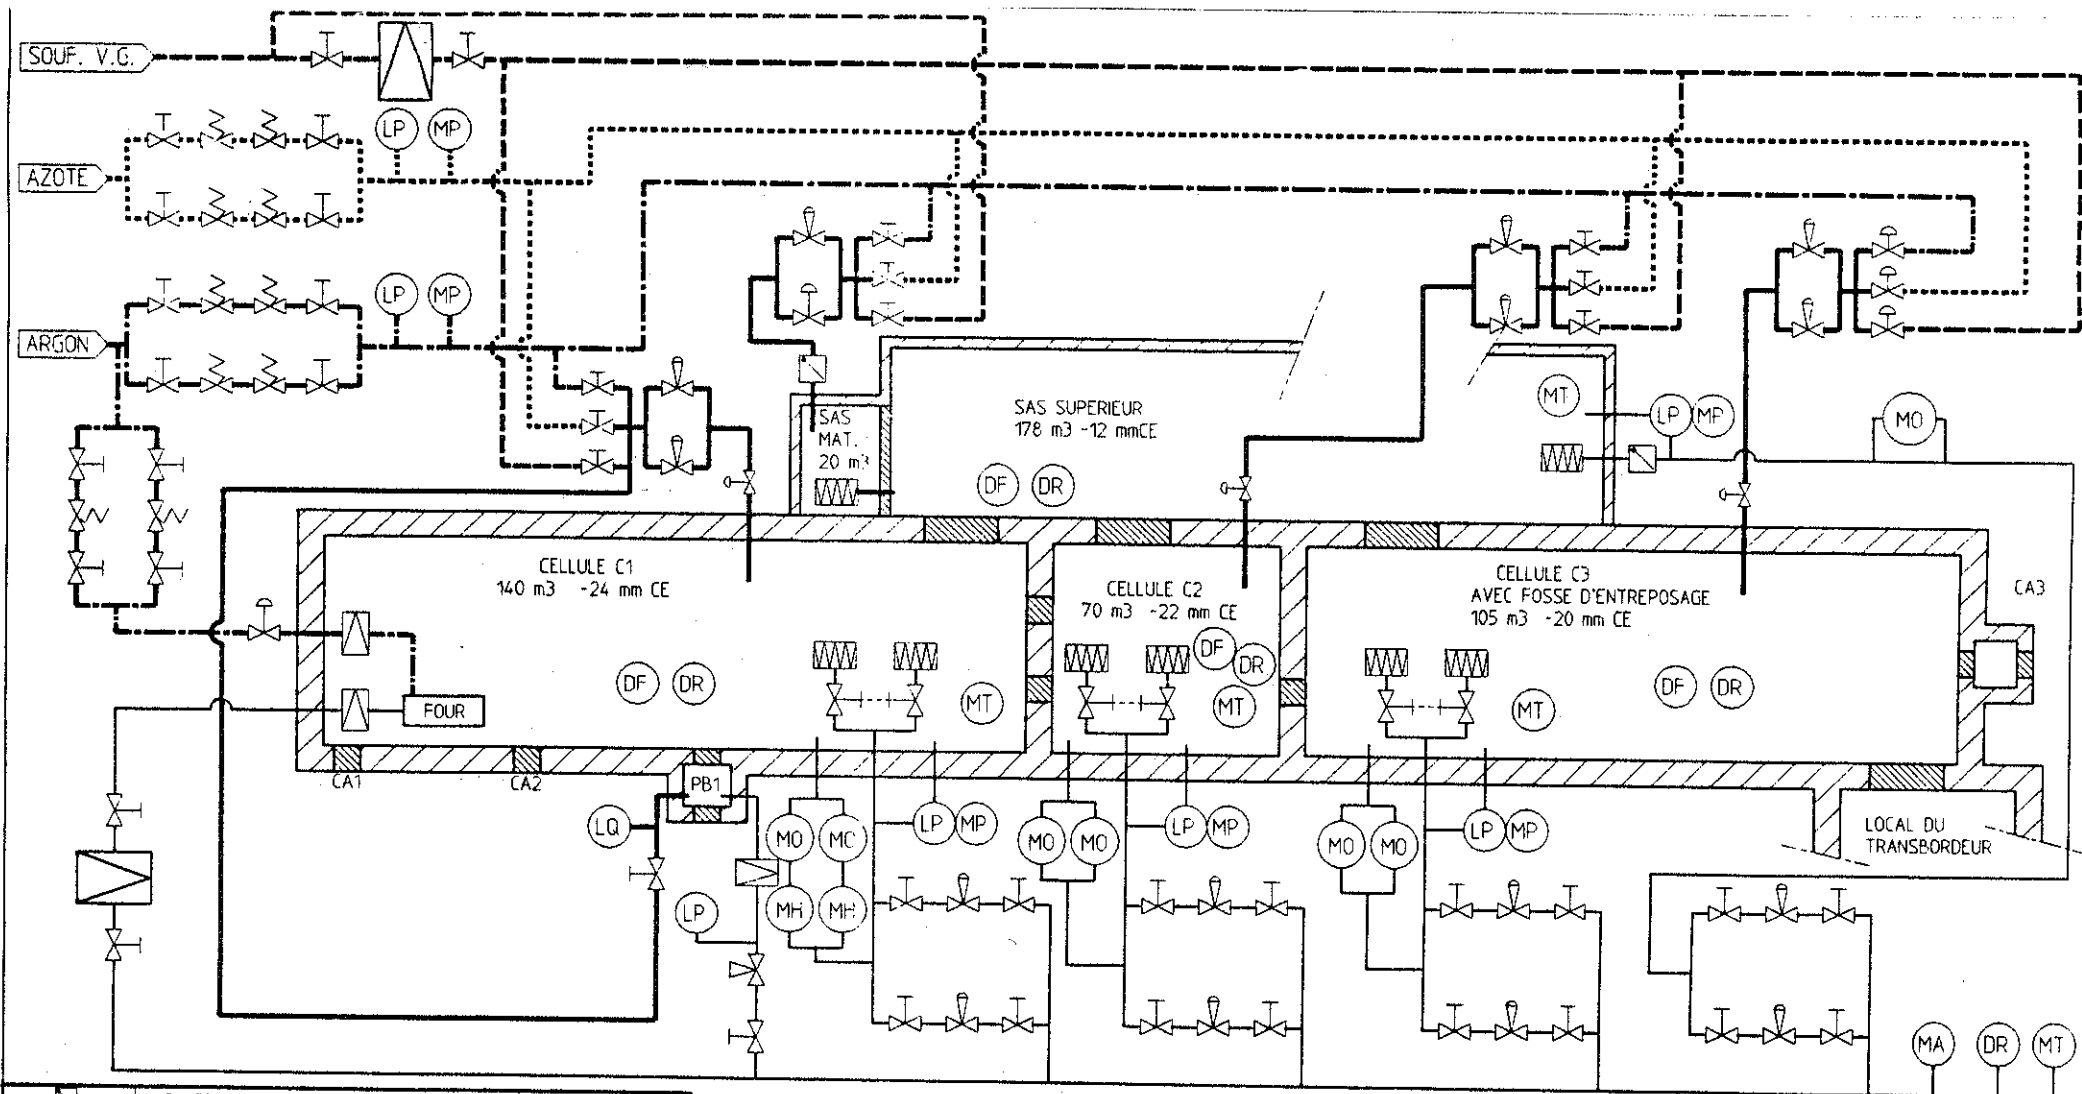 SOUF. V.G.
LP
MP
AZOTE
LP
MP
ARGON
SAS SUPERIEUR
178 m3 -12 mmCE
SAS
MAT.
20 m3
MT
LP
MP
MO
DF
DR
CELLULE C1
140 m3 -24 mm CE
CELLULE C2
70 m3 -22 mm CE
CELLULE C3
AVEC FOSSE D'ENTREPOSAGE
105 m3 -20 mm CE
CA3
DF
DR
MT
DF
DR
MT
DF
DR
MT
FOUR
CA1
CA2
PB1
LQ
MO
LP
MP
MO
MO
LP
MP
MO
MO
LP
MP
LOCAL DU
TRANSBORDEUR
LP
MH
MH
MA
DR
MT